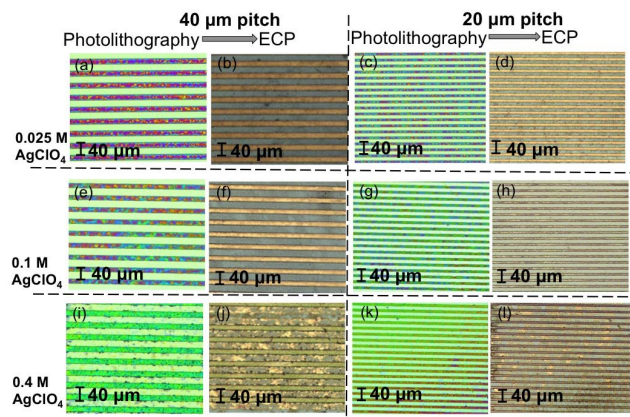 40 µm pitch 20 µm pitch
Photolithography ECP Photolithography ECP
(a) (b) (c) (d)
0.025 M
AgClO4
40 µm 40 µm 40 µm 40 µm
(e) (f) (g) (h)
0.1 M
AgClO4
40 µm 40 µm 40 µm 40 µm
(i) (j) (k) (l)
0.4 M
AgClO4
40 µm 40 µm 40 µm 40 µm